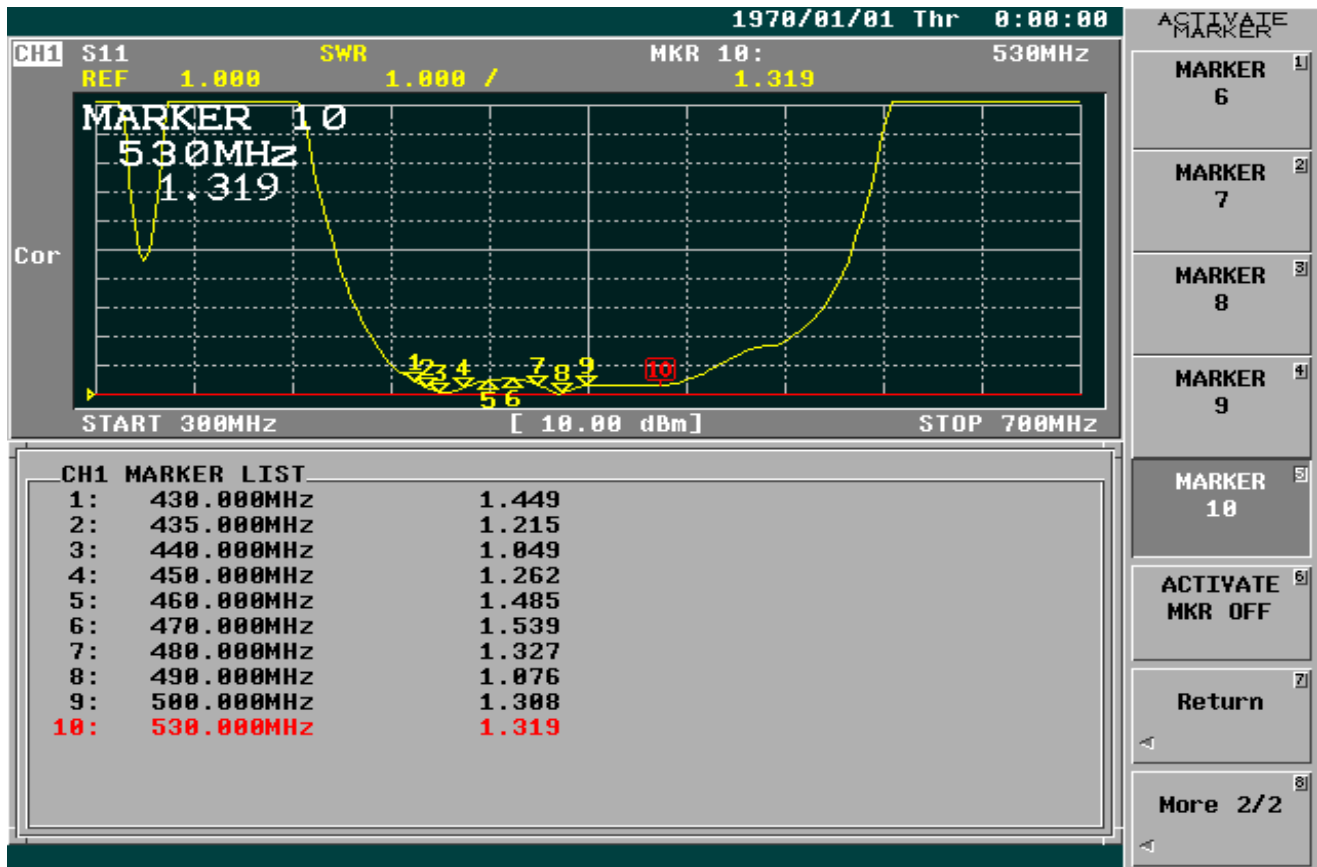 1970/01/01 Thr 0:00:00
CH1 S11 SWR MKR 10: 530MHz
REF 1.000 1.000 / 1.319
MARKER 10
530MHz
1.319
Cor
1 2 3 4 7 8 9 10
5 6
START 300MHz [ 10.00 dBm] STOP 700MHz
CH1 MARKER LIST
1: 430.000MHz 1.449
2: 435.000MHz 1.215
3: 440.000MHz 1.049
4: 450.000MHz 1.262
5: 460.000MHz 1.485
6: 470.000MHz 1.539
7: 480.000MHz 1.327
8: 490.000MHz 1.076
9: 500.000MHz 1.308
10: 530.000MHz 1.319
ACTIVATE
MARKER
MARKER 1
6
MARKER 2
7
MARKER 3
8
MARKER 4
9
MARKER 5
10
ACTIVATE 6
MKR OFF
7
Return
8
More 2/2